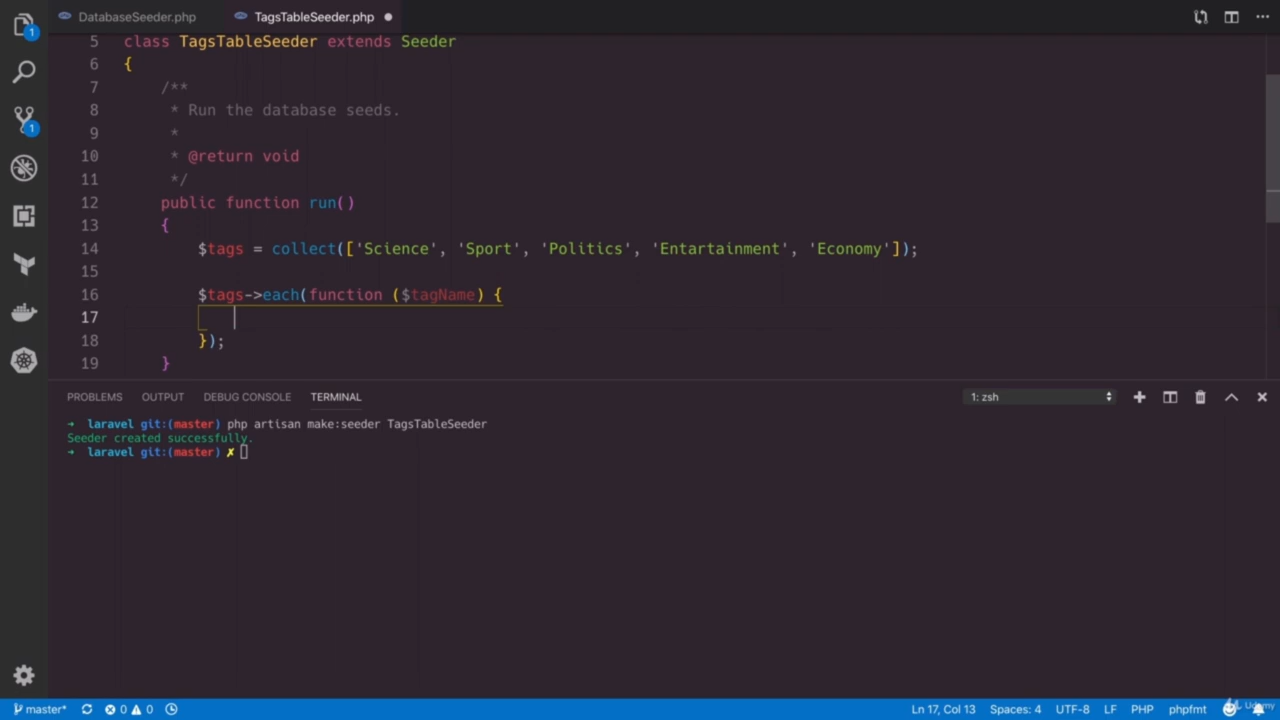 DatabaseSeeder.php TagsTableSeeder.php
1
1
5 class TagsTableSeeder extends Seeder
6 {
7 /**
8 * Run the database seeds.
9 *
10 * @return void
11 */
12 public function run()
13 {
14 $tags = collect(['Science', 'Sport', 'Politics', 'Entartainment', 'Economy']);
15
16 $tags->each(function ($tagName) {
17
18 });
19 }
PROBLEMS OUTPUT DEBUG CONSOLE TERMINAL 1: zsh
→ laravel git:(master) php artisan make:seeder TagsTableSeeder
Seeder created successfully.
→ laravel git:(master) ✗
master* 0 0 Ln 17, Col 13 Spaces: 4 UTF-8 LF PHP phpfmt Udemy